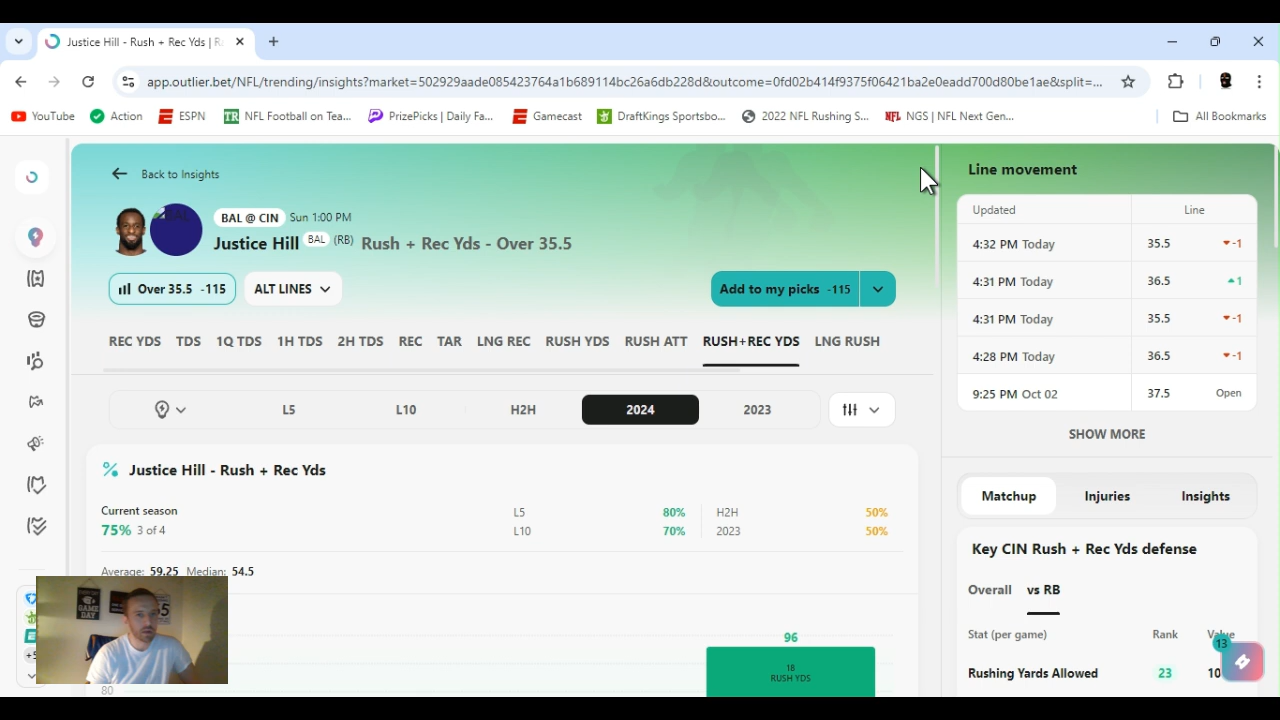 Justice Hill - Rush + Rec Yds | R
app.outlier.bet/NFL/trending/insights?market=502929aade085423764a1b689114bc26a6db228d&outcome=0fd02b414f9375f06421ba2e0eadd700d80be1ae&split=...
YouTube Action ESPN NFL Football on Tea... PrizePicks | Daily Fa... Gamecast DraftKings Sportsbo... 2022 NFL Rushing S... NGS | NFL Next Gen... All Bookmarks
Back to Insights
BAL @ CIN Sun 1:00 PM
Justice Hill BAL (RB) Rush + Rec Yds - Over 35.5
Over 35.5 -115 ALT LINES Add to my picks -115
REC YDS TDS 1Q TDS 1H TDS 2H TDS REC TAR LNG REC RUSH YDS RUSH ATT RUSH+REC YDS LNG RUSH
L5 L10 H2H 2024 2023
Justice Hill - Rush + Rec Yds
Current season
75% 3 of 4
L5 80% H2H 50%
L10 70% 2023 50%
Average: 59.25 Median: 54.5
96
18
RUSH YDS
80
Line movement
Updated Line
4:32 PM Today 35.5 -1
4:31 PM Today 36.5 1
4:31 PM Today 35.5 -1
4:28 PM Today 36.5 -1
9:25 PM Oct 02 37.5 Open
SHOW MORE
Matchup Injuries Insights
Key CIN Rush + Rec Yds defense
Overall vs RB
Stat (per game) Rank Value
13
Rushing Yards Allowed 23 10
GAME
DAY